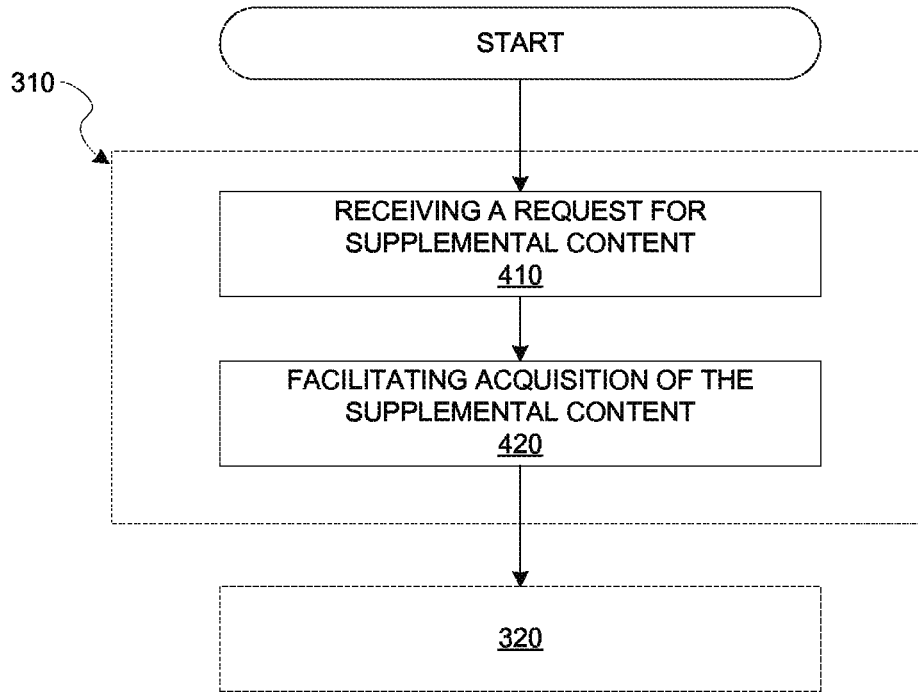 START
310
RECEIVING A REQUEST FOR
SUPPLEMENTAL CONTENT
410
FACILITATING ACQUISITION OF THE
SUPPLEMENTAL CONTENT
420
320